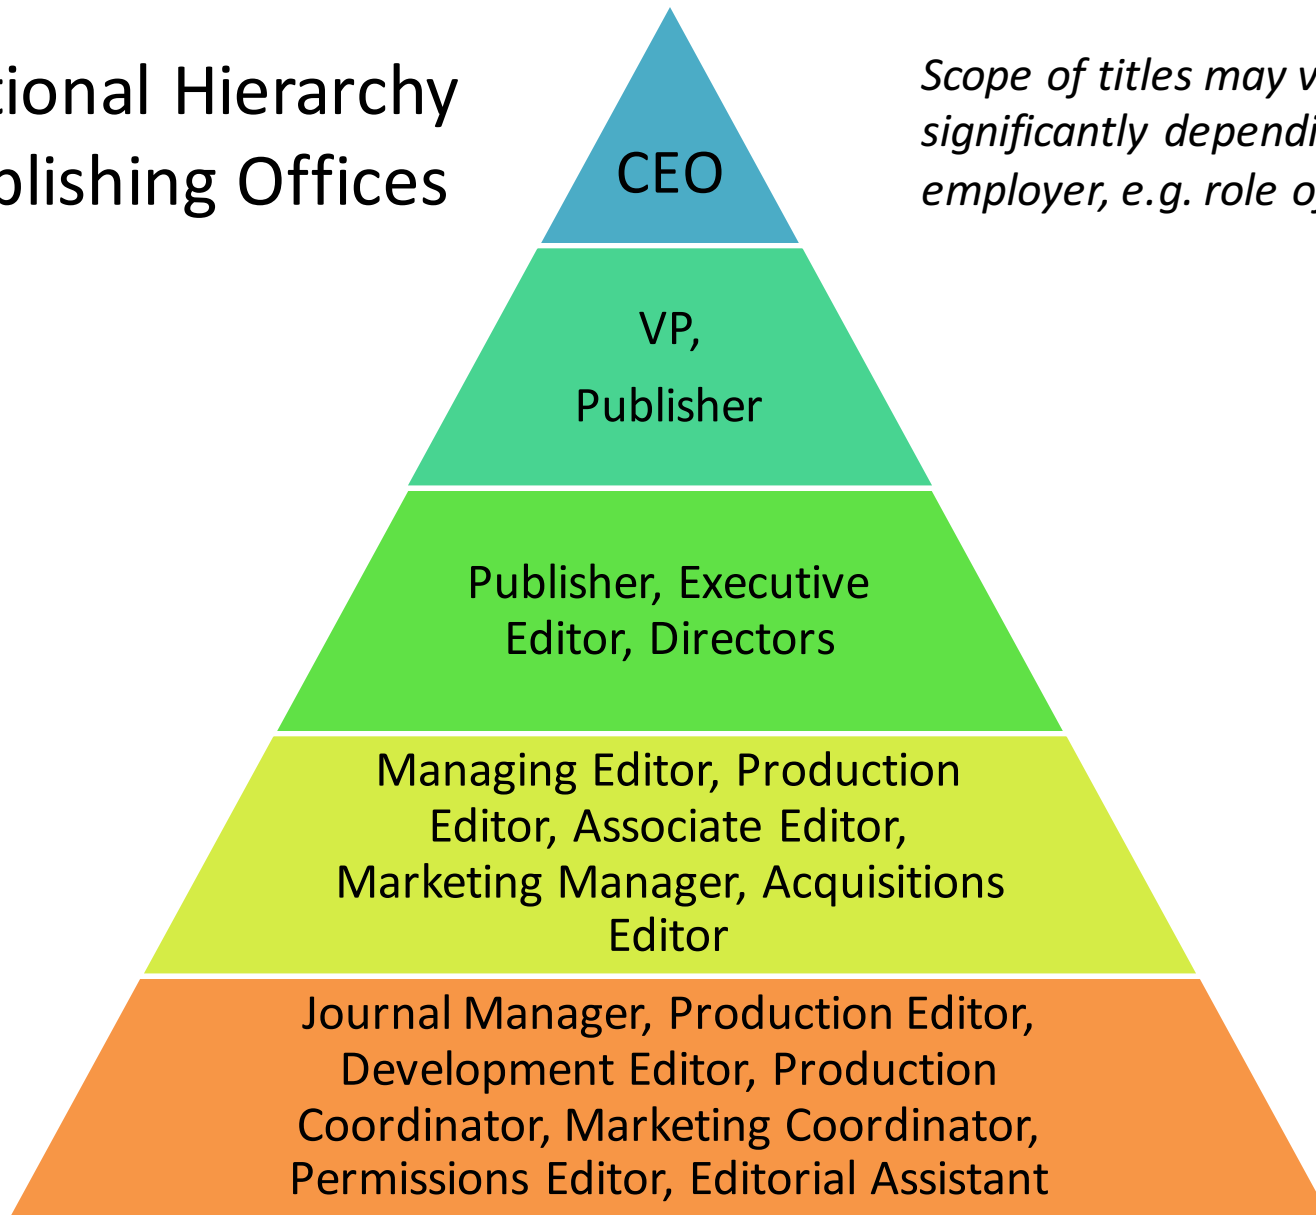 tional Hierarchy
blishing Offices
Scope of titles may v
significantly dependi
employer, e.g. role o
CEO
VP,
Publisher
Publisher, Executive
Editor, Directors
Managing Editor, Production
Editor, Associate Editor,
Marketing Manager, Acquisitions
Editor
Journal Manager, Production Editor,
Development Editor, Production
Coordinator, Marketing Coordinator,
Permissions Editor, Editorial Assistant